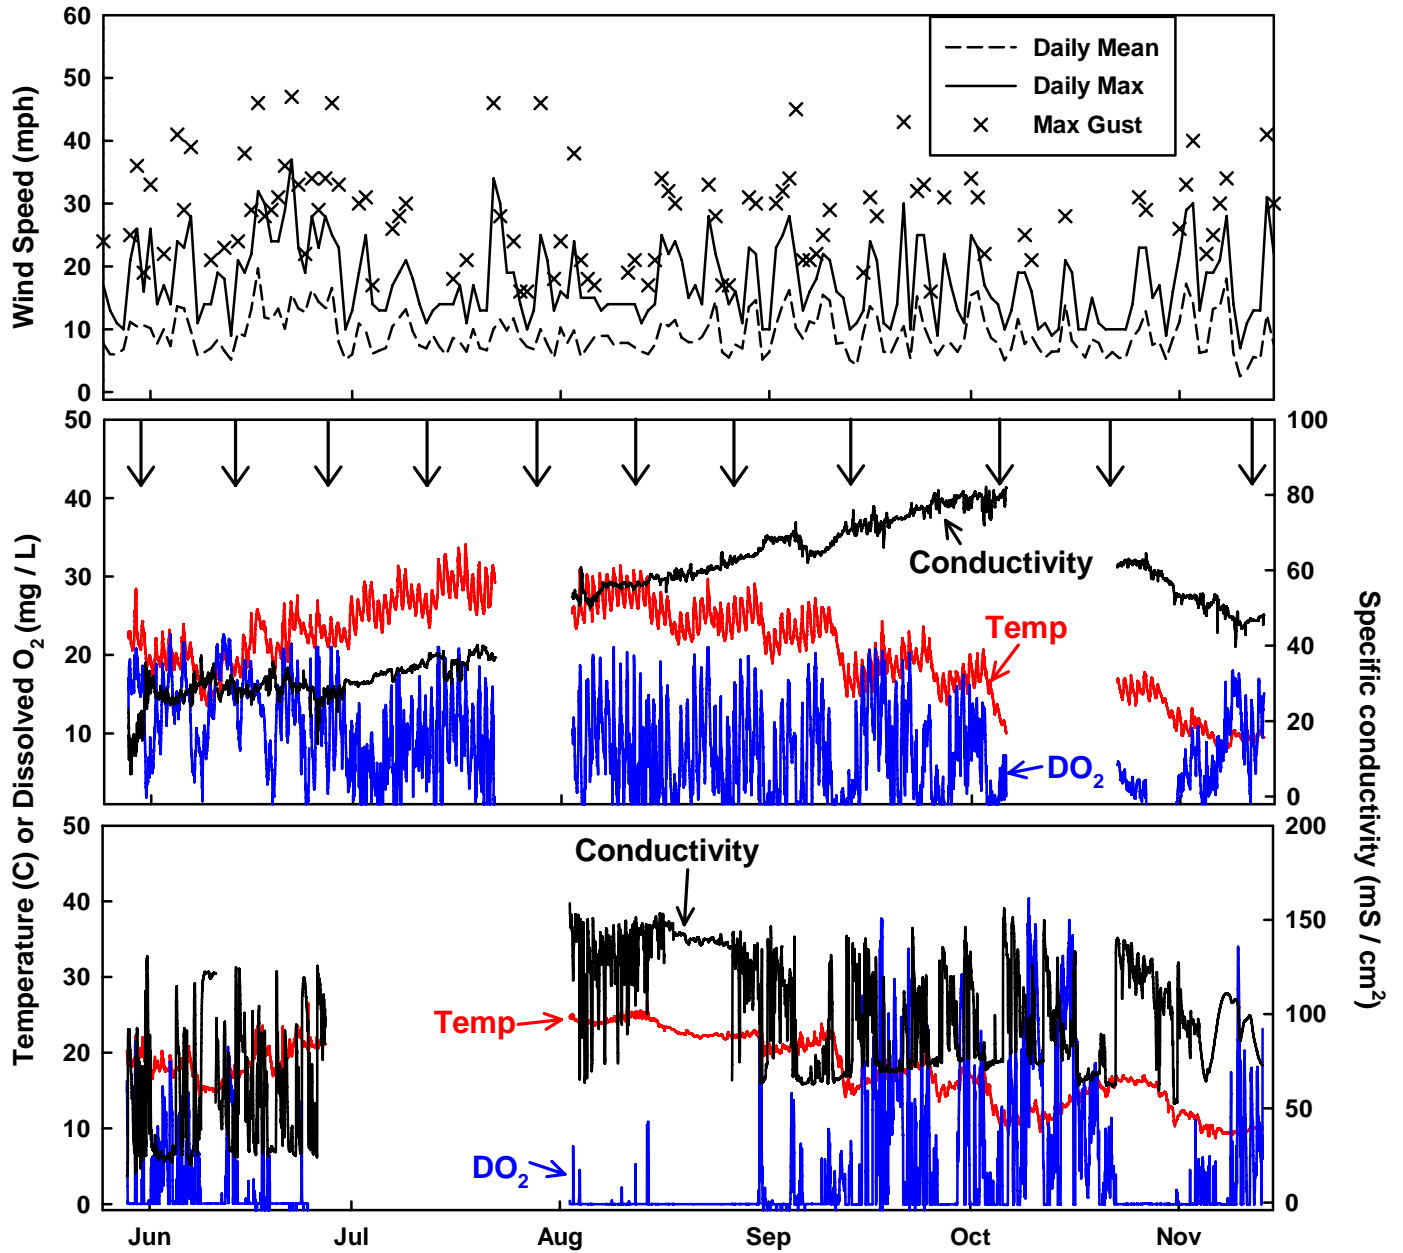 60
50
40
30
20
10
0
Wind Speed (mph)
Daily Mean
Daily Max
Max Gust
50
40
30
20
10
100
80
60
40
20
0
Conductivity
Temp
DO2
Temperature (C) or Dissolved O2 (mg / L)
Specific conductivity (mS / cm2)
50
40
30
20
10
0
200
150
100
50
0
Conductivity
Temp
DO2
Jun
Jul
Aug
Sep
Oct
Nov